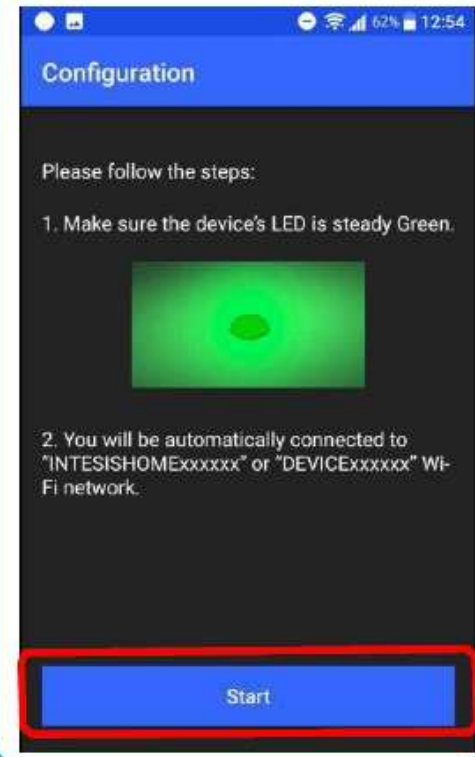 62% 12:54
Configuration
Please follow the steps:
1. Make sure the device's LED is steady Green.
2. You will be automatically connected to
"INTESISHOMExxxxxx" or "DEVICExxxxxx" Wi-
Fi network.
Start